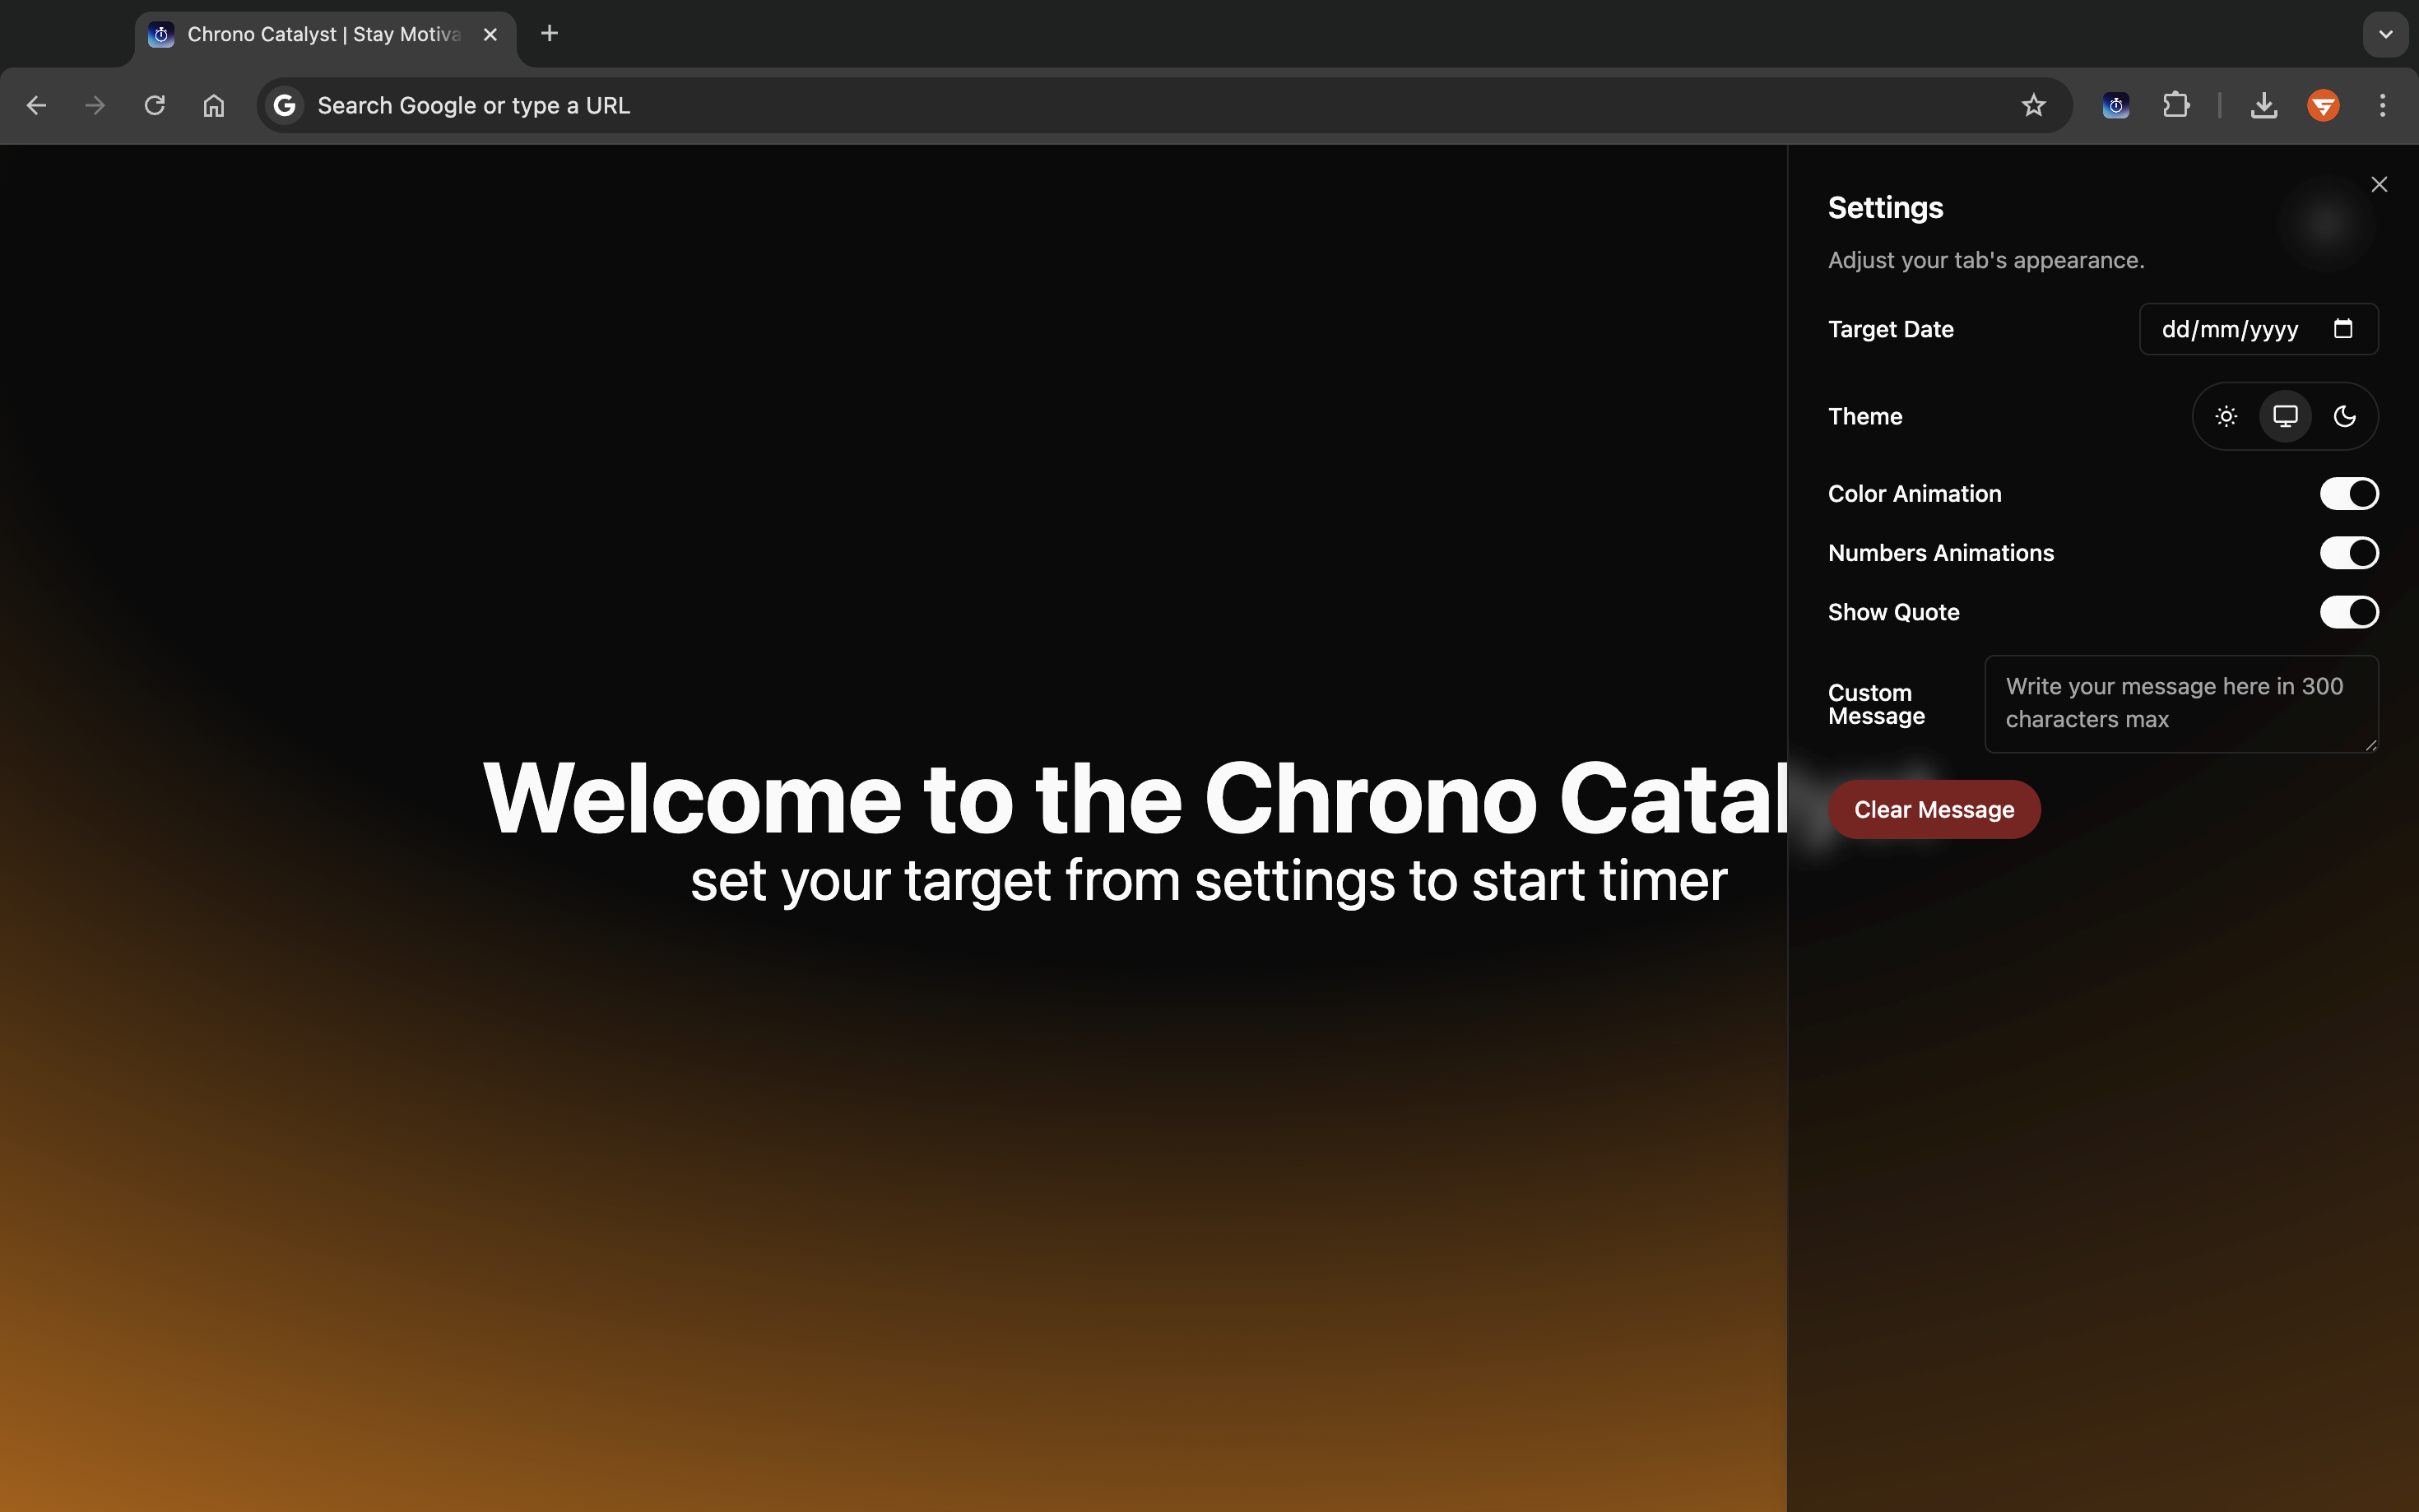 Chrono Catalyst | Stay Motiva
Search Google or type a URL
Settings
Adjust your tab's appearance.
Target Date
dd/mm/yyyy
Theme
Color Animation
Numbers Animations
Show Quote
Custom
Message
Write your message here in 300
characters max
Clear Message
Welcome to the Chrono Catal
set your target from settings to start timer